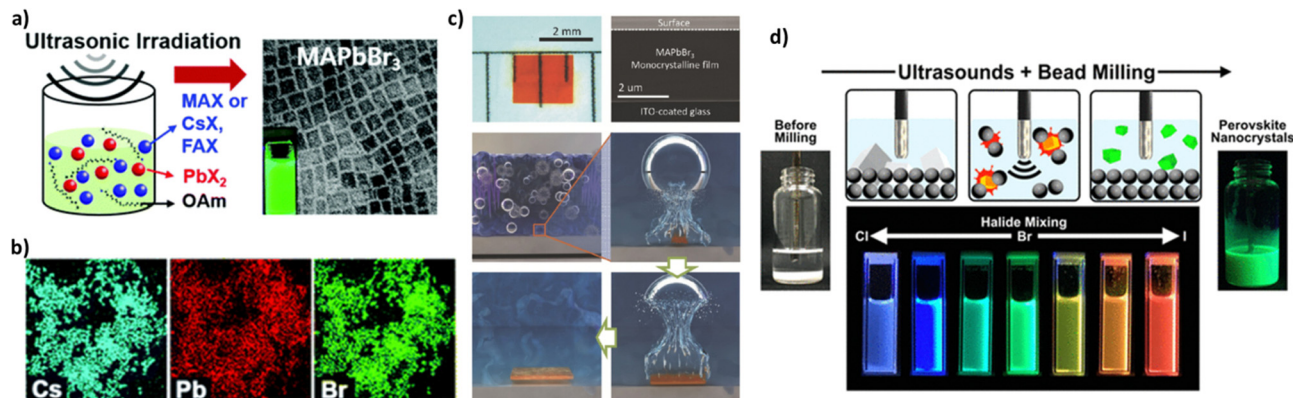 a)
Ultrasonic Irradiation
MAX or
CsX,
FAX
PbX₂
OAm
MAPbBr₃
b)
Cs
Pb
Br
c)
2 mm
Surface
MAPbBr₃
Monocrystalline film
2 um
ITO-coated glass
d)
Ultrasounds + Bead Milling
Before
Milling
Perovskite
Nanocrystals
Halide Mixing
Cl
Br
I